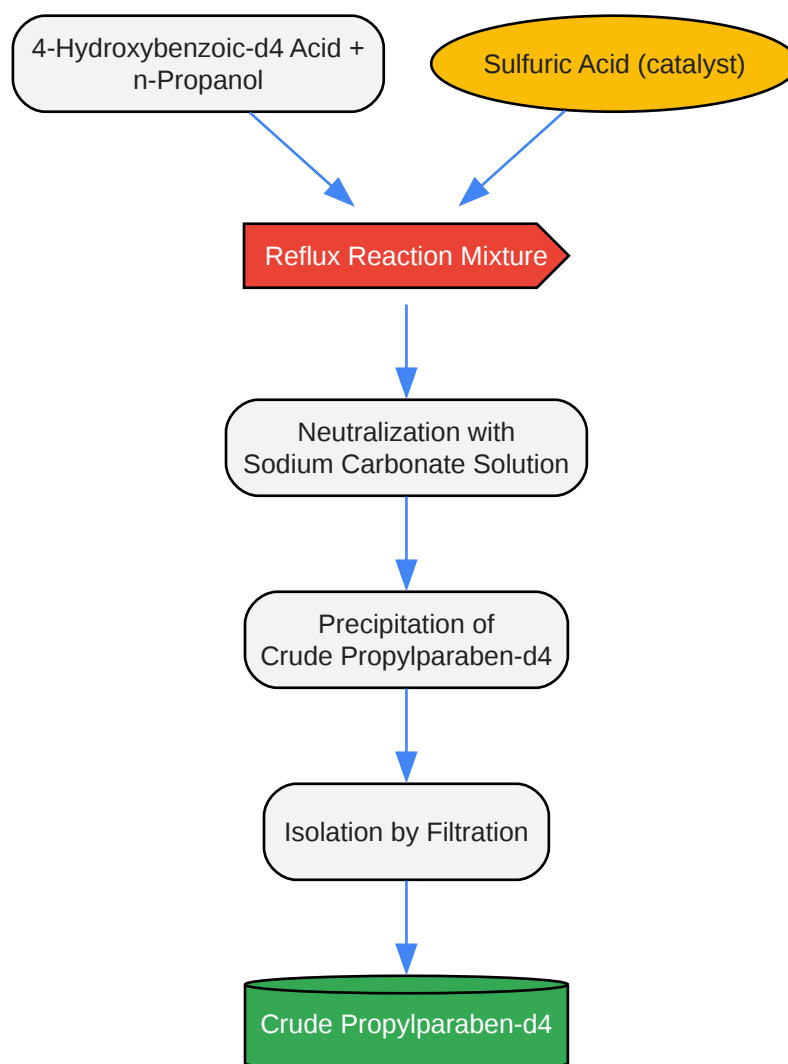 4-Hydroxybenzoic-d4 Acid +
n-Propanol
Sulfuric Acid (catalyst)
Reflux Reaction Mixture
Neutralization with
Sodium Carbonate Solution
Precipitation of
Crude Propylparaben-d4
Isolation by Filtration
Crude Propylparaben-d4